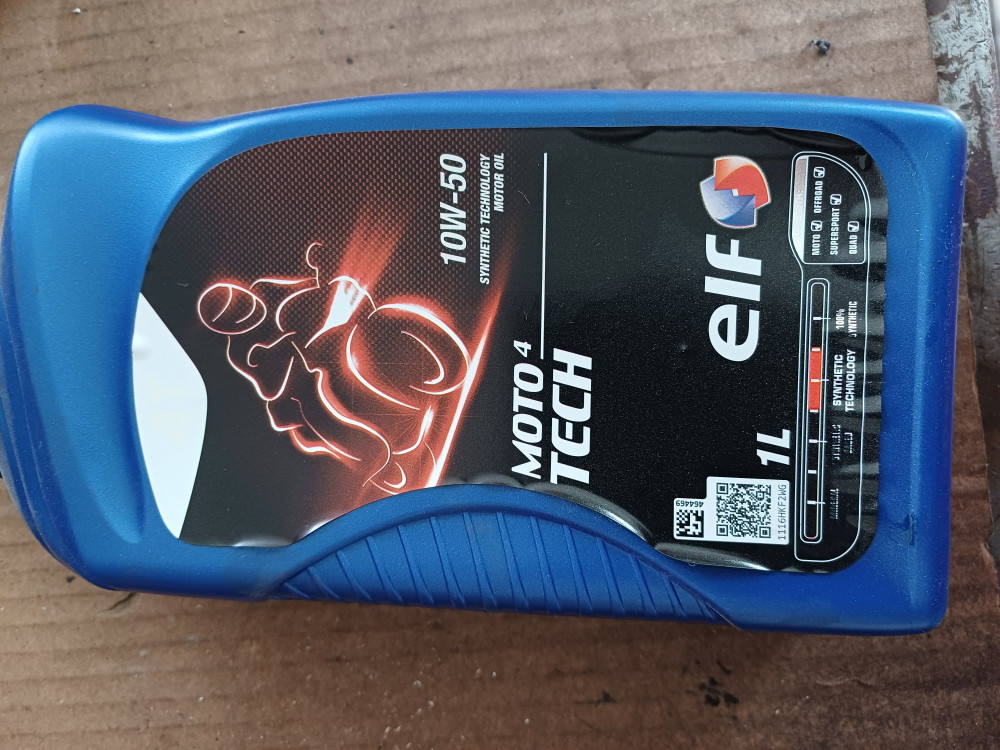 10W-50
SYNTHETIC TECHNOLOGY
MOTOR OIL
MOTO 4
TECH
elf
MOTO OFFROAD
SUPERSPORT
QUAD
100%
SYNTHETIC
SYNTHETIC
TECHNOLOGY
1L
464469
1116HKF2WG